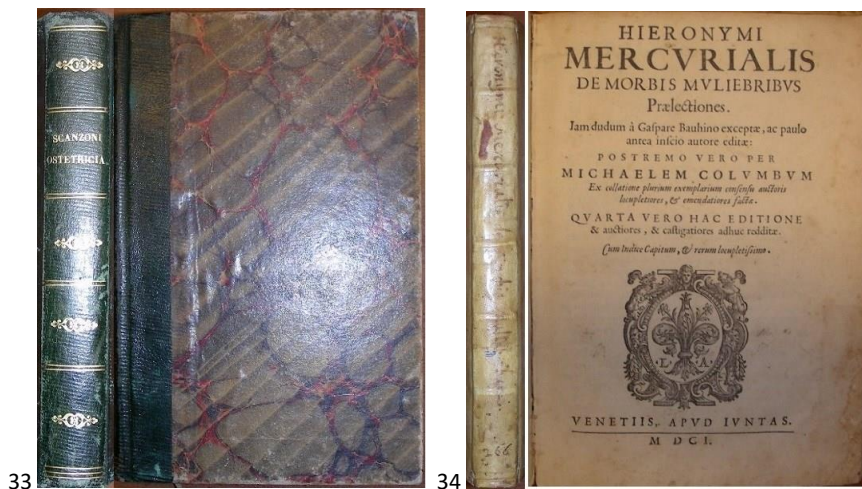 SCANZONI
OSTETRICIA
33
Hieronymi
266
34
HIERONYMI
MERCVRIALIS
DE MORBIS MVLIEBRIBVS
Prælectiones.
Iam dudum à Gaspare Bauhino exceptæ, ac paulo
antea inscio autore editæ:
POSTREMO VERO PER
MICHAELEM COLVMBVM
Ex collatione plurium exemplarium consensu auctoris
locupletiores, & emendatiores factæ.
QVARTA VERO HAC EDITIONE
& auctiores, & castigatiores adhuc redditæ.
Cum Indice Capitum, & rerum locupletissimo.
L A
VENETIIS, APVD IVNTAS.
M DCI.